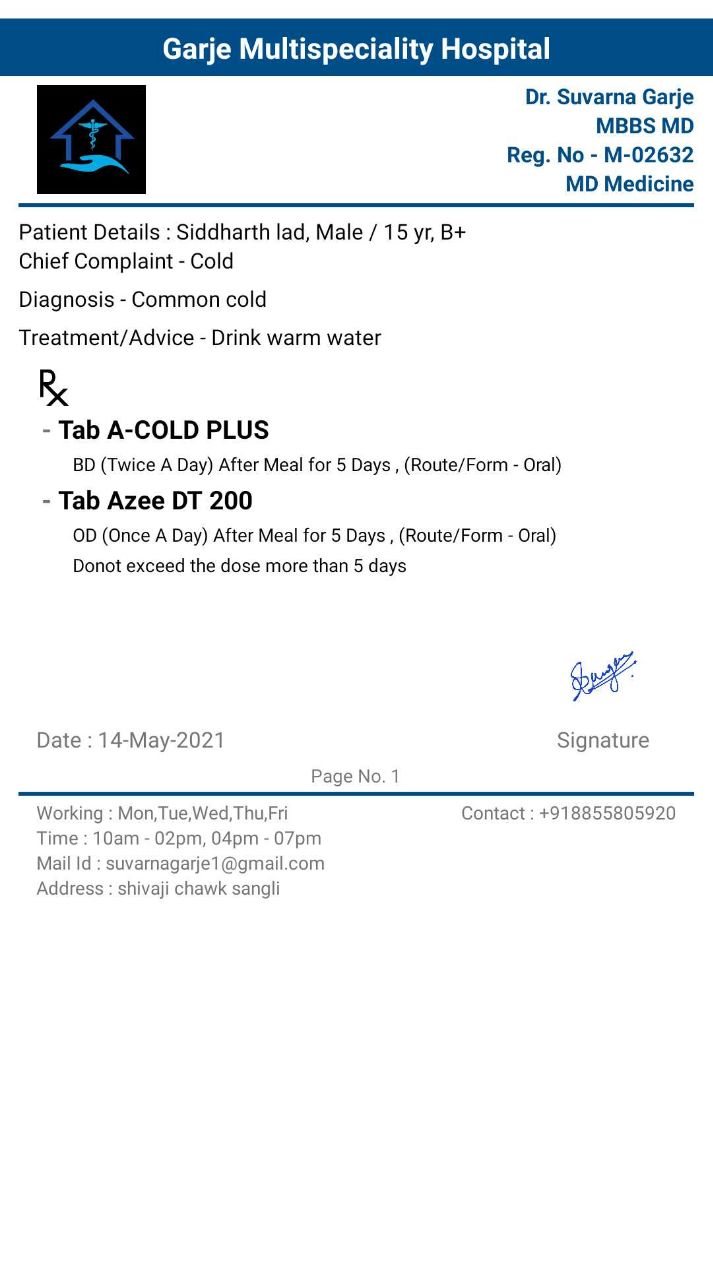 Garje Multispeciality Hospital
Dr. Suvarna Garje
MBBS MD
Reg. No - M-02632
MD Medicine
Patient Details : Siddharth lad, Male / 15 yr, B+
Chief Complaint - Cold
Diagnosis - Common cold
Treatment/Advice - Drink warm water
Rx
- Tab A-COLD PLUS
BD (Twice A Day) After Meal for 5 Days , (Route/Form - Oral)
- Tab Azee DT 200
OD (Once A Day) After Meal for 5 Days , (Route/Form - Oral)
Donot exceed the dose more than 5 days
Date : 14-May-2021
Signature
Page No. 1
Working : Mon,Tue,Wed,Thu,Fri
Contact : +918855805920
Time : 10am - 02pm, 04pm - 07pm
Mail Id : suvarnagarje1@gmail.com
Address : shivaji chawk sangli